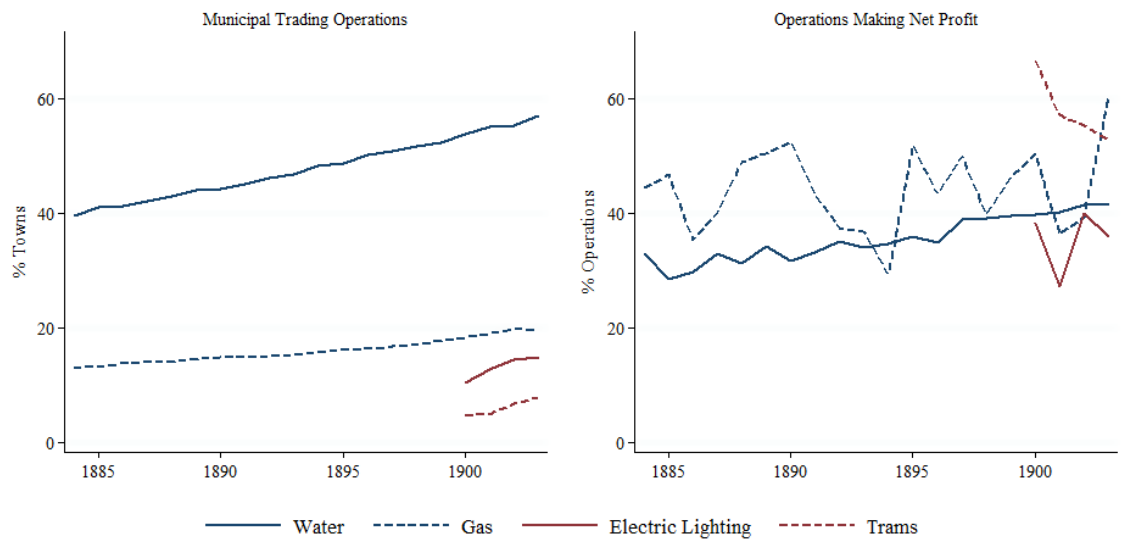 Municipal Trading Operations
% Towns
60
40
20
0
1885 1890 1895 1900
Operations Making Net Profit
% Operations
60
40
20
0
1885 1890 1895 1900
Water Gas Electric Lighting Trams